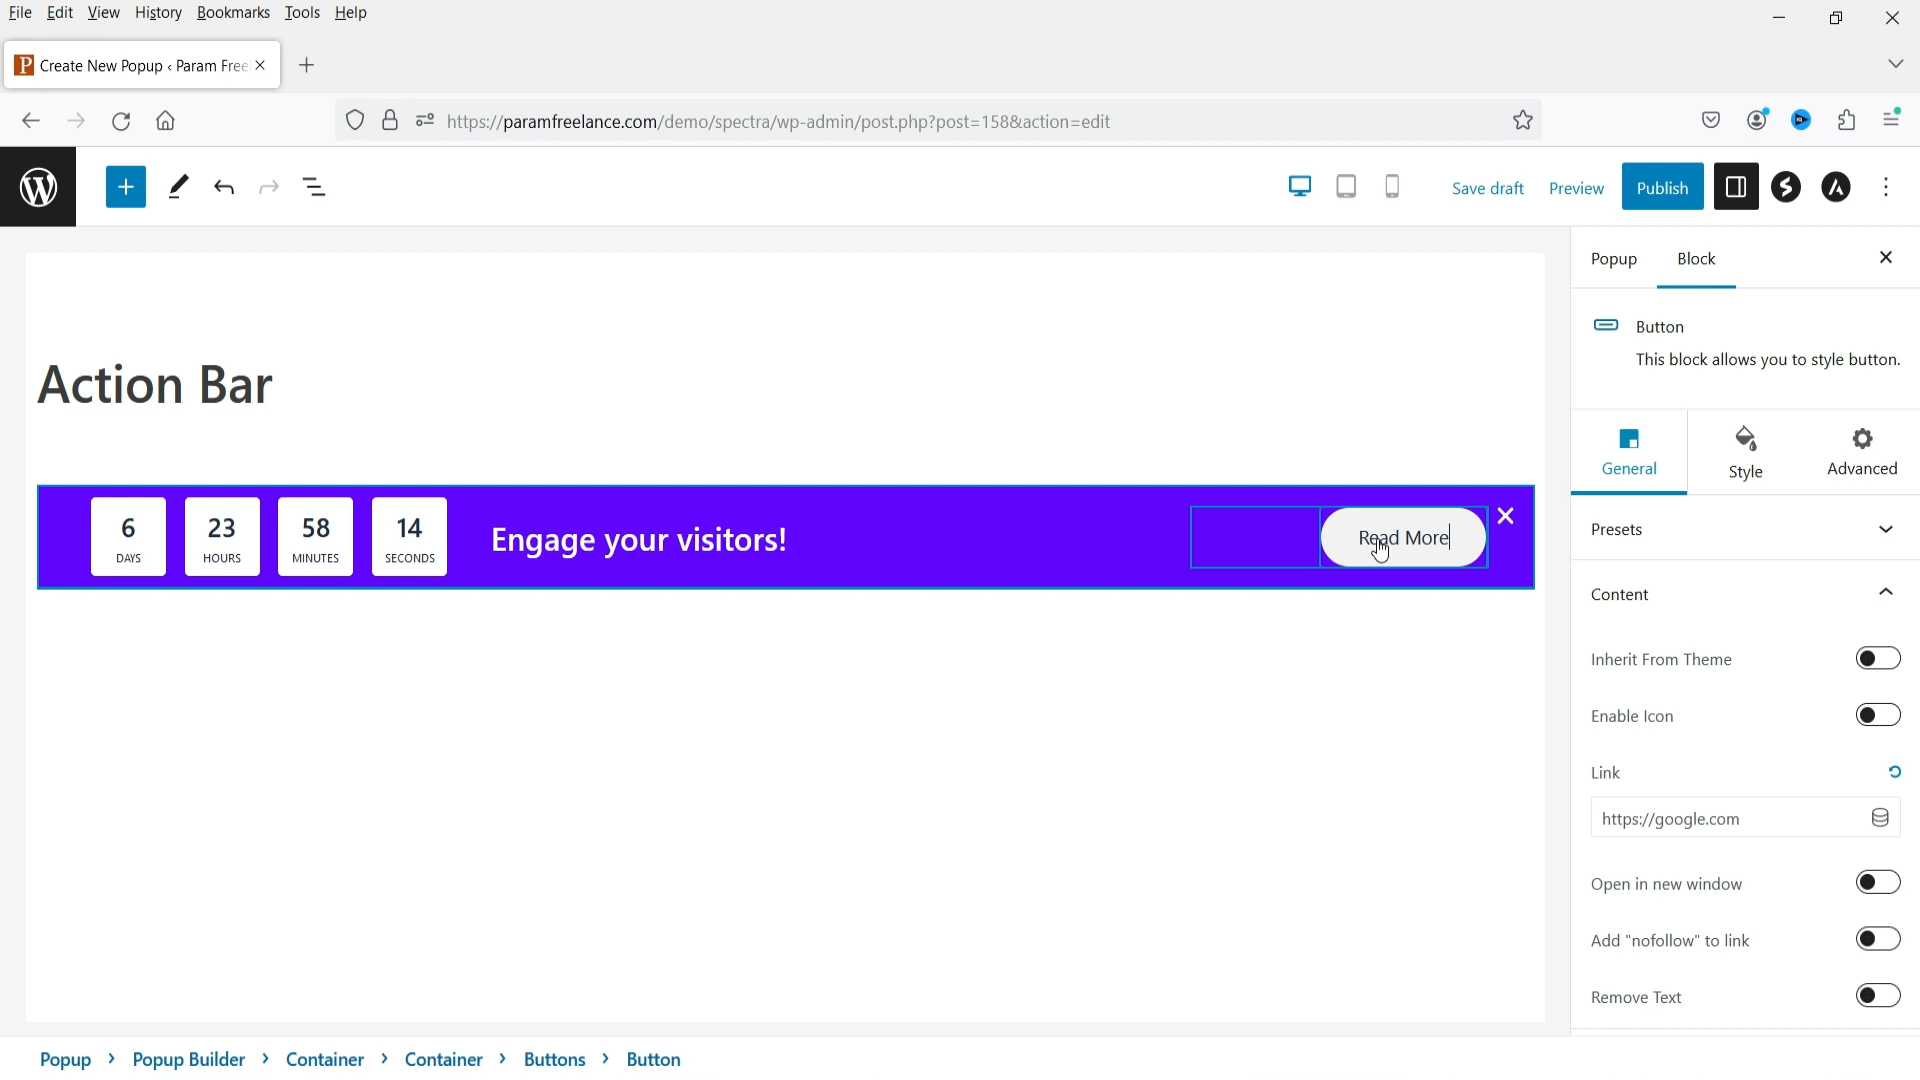 File Edit View History Bookmarks Tools Help
Create New Popup ‹ Param Free
https://paramfreelance.com/demo/spectra/wp-admin/post.php?post=158&action=edit
Save draft Preview Publish
Popup Block
Button
This block allows you to style button.
Action Bar
General Style Advanced
6 23 58 14
DAYS HOURS MINUTES SECONDS
Engage your visitors!
Read More
Presets
Content
Inherit From Theme
Enable Icon
Link
https://google.com
Open in new window
Add "nofollow" to link
Remove Text
Popup › Popup Builder › Container › Container › Buttons › Button